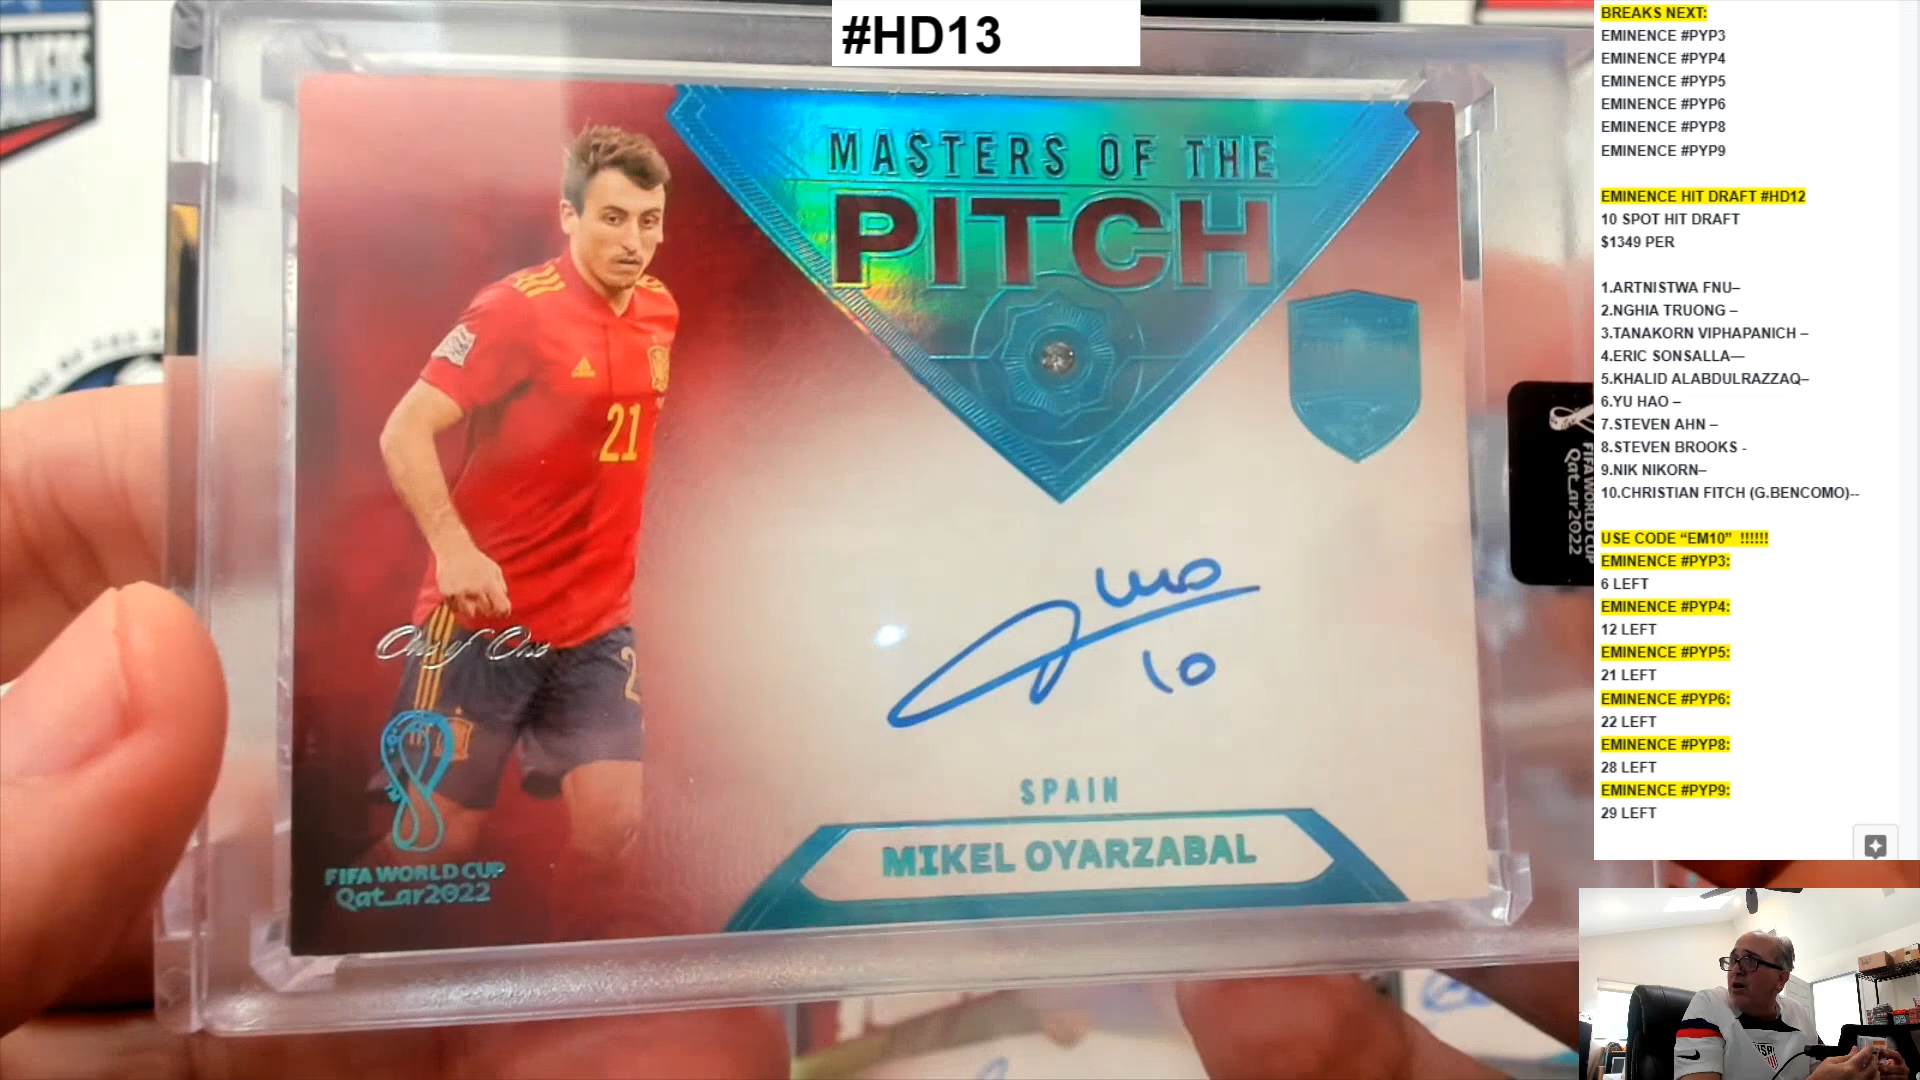 #HD13
MASTERS OF THE
PITCH
21
One of One
10
SPAIN
MIKEL OYARZABAL
FIFA WORLD CUP
Qatar2022
FIFA WORLD CUP
Qatar2022
BREAKS NEXT:
EMINENCE #PYP3
EMINENCE #PYP4
EMINENCE #PYP5
EMINENCE #PYP6
EMINENCE #PYP8
EMINENCE #PYP9
EMINENCE HIT DRAFT #HD12
10 SPOT HIT DRAFT
$1349 PER
1.ARTNISTWA FNU–
2.NGHIA TRUONG –
3.TANAKORN VIPHAPANICH –
4.ERIC SONSALLA—
5.KHALID ALABDULRAZZAQ–
6.YU HAO –
7.STEVEN AHN –
8.STEVEN BROOKS -
9.NIK NIKORN–
10.CHRISTIAN FITCH (G.BENCOMO)--
USE CODE “EM10” !!!!!!
EMINENCE #PYP3:
6 LEFT
EMINENCE #PYP4:
12 LEFT
EMINENCE #PYP5:
21 LEFT
EMINENCE #PYP6:
22 LEFT
EMINENCE #PYP8:
28 LEFT
EMINENCE #PYP9:
29 LEFT